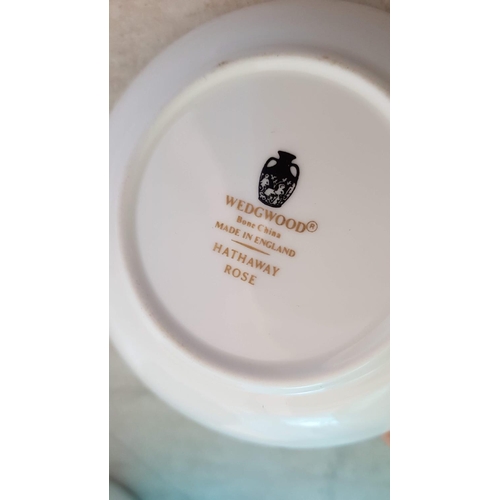 WEDGWOOD®
Bone China
MADE IN ENGLAND
HATHAWAY
ROSE